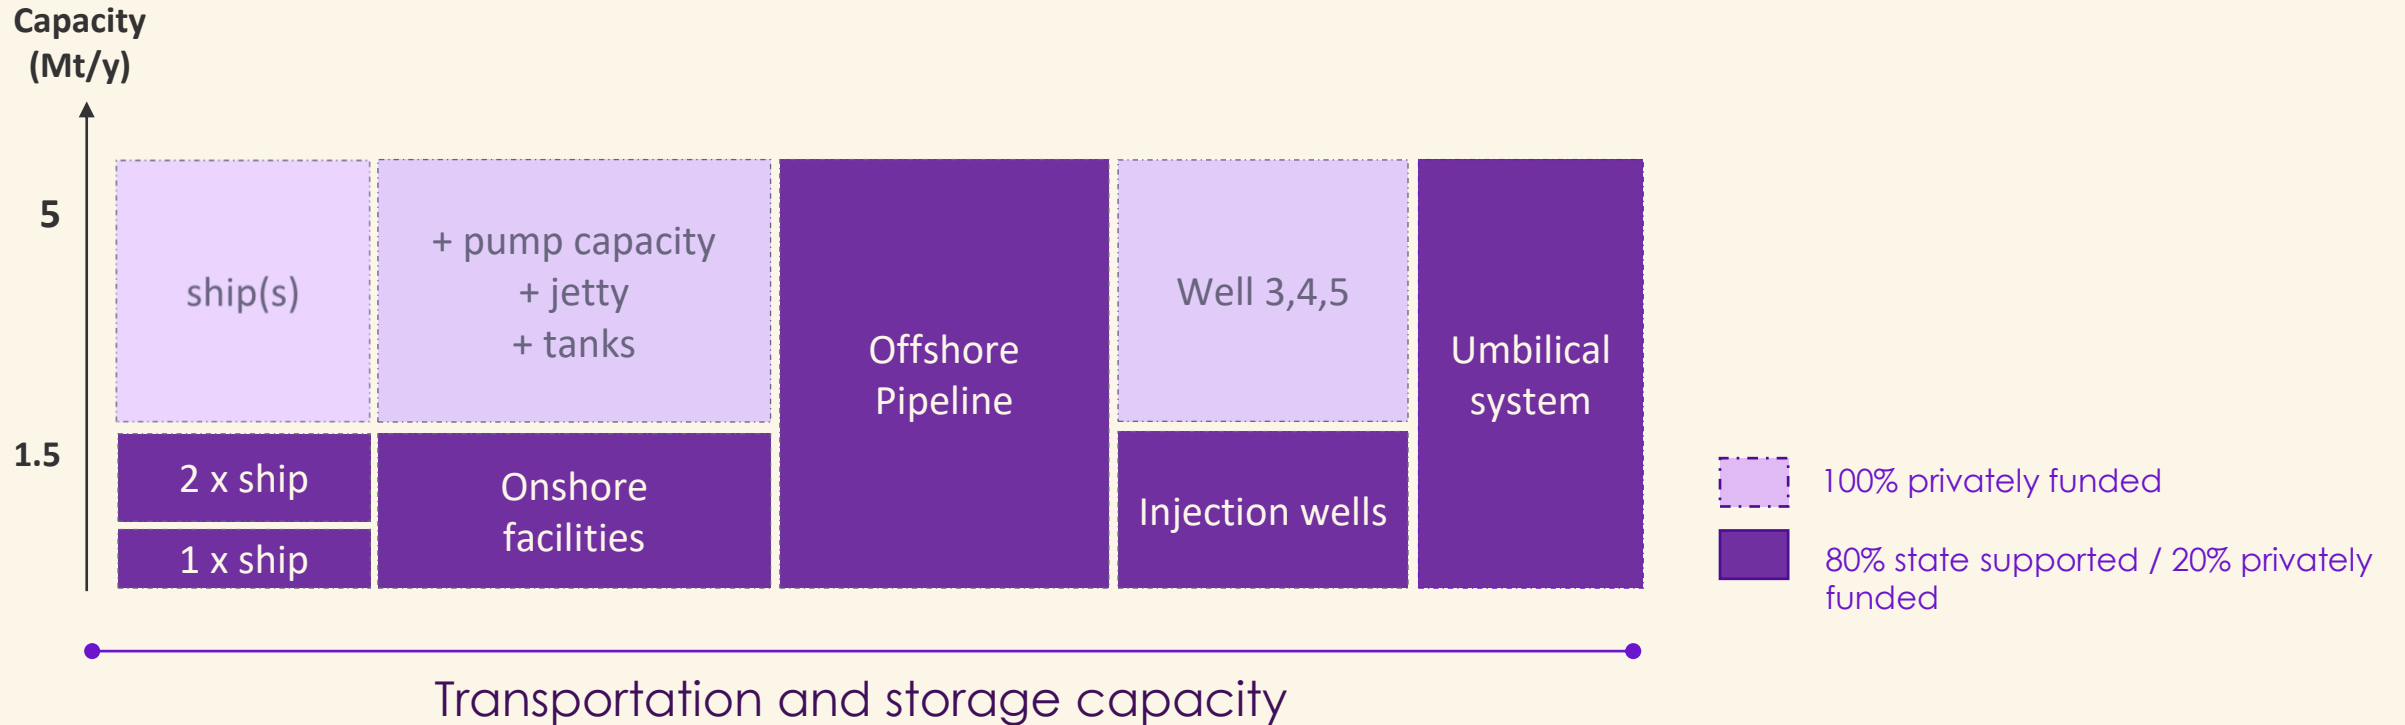 Capacity
(Mt/y)
5
1.5
ship(s)
2 x ship
1 x ship
+ pump capacity
+ jetty
+ tanks
Onshore
facilities
Offshore
Pipeline
Well 3,4,5
Injection wells
Umbilical
system
100% privately funded
80% state supported / 20% privately
funded
Transportation and storage capacity